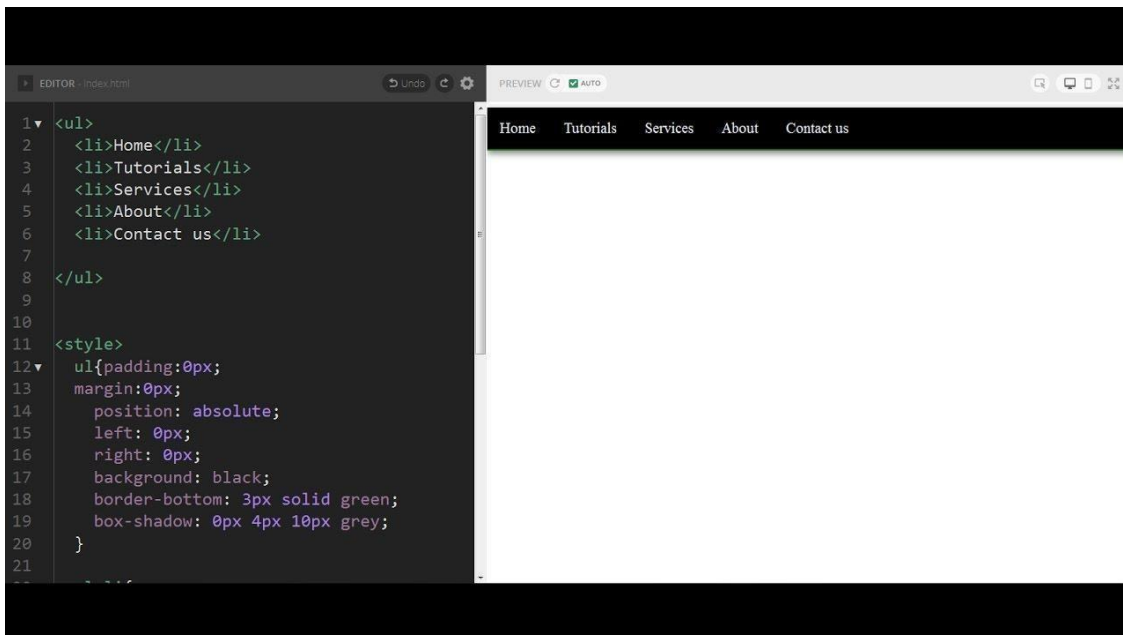 EDITOR - index.html
Undo
1 <ul>
2 <li>Home</li>
3 <li>Tutorials</li>
4 <li>Services</li>
5 <li>About</li>
6 <li>Contact us</li>
7
8 </ul>
9
10
11 <style>
12 ul{padding:0px;
13 margin:0px;
14 position: absolute;
15 left: 0px;
16 right: 0px;
17 background: black;
18 border-bottom: 3px solid green;
19 box-shadow: 0px 4px 10px grey;
20 }
21
PREVIEW AUTO
Home Tutorials Services About Contact us